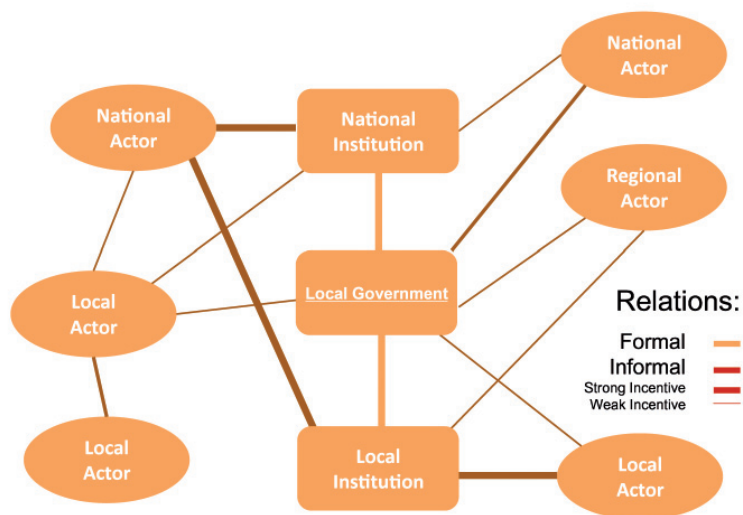 National
Actor
National
Actor
National
Institution
Regional
Actor
Local
Actor
Local Government
Relations:
Formal
Informal
Strong Incentive
Weak Incentive
Local
Actor
Local
Institution
Local
Actor